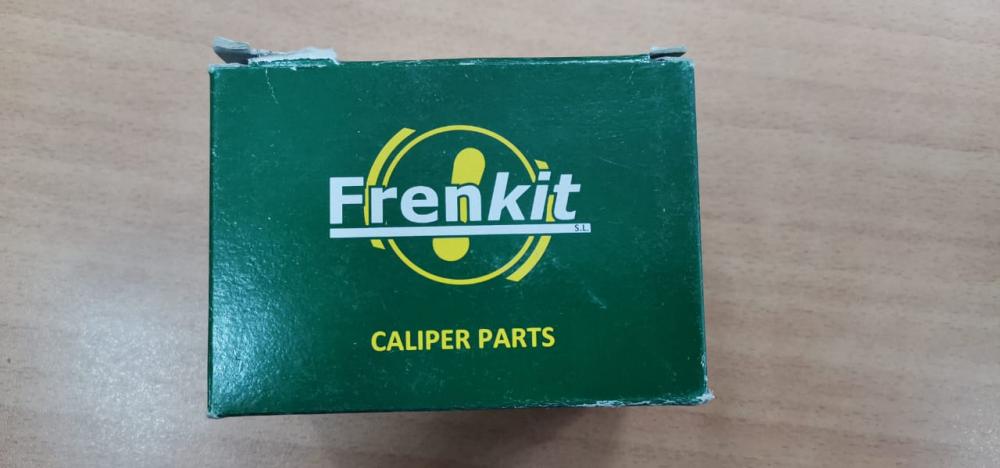 Frenkit
S.L.
CALIPER PARTS